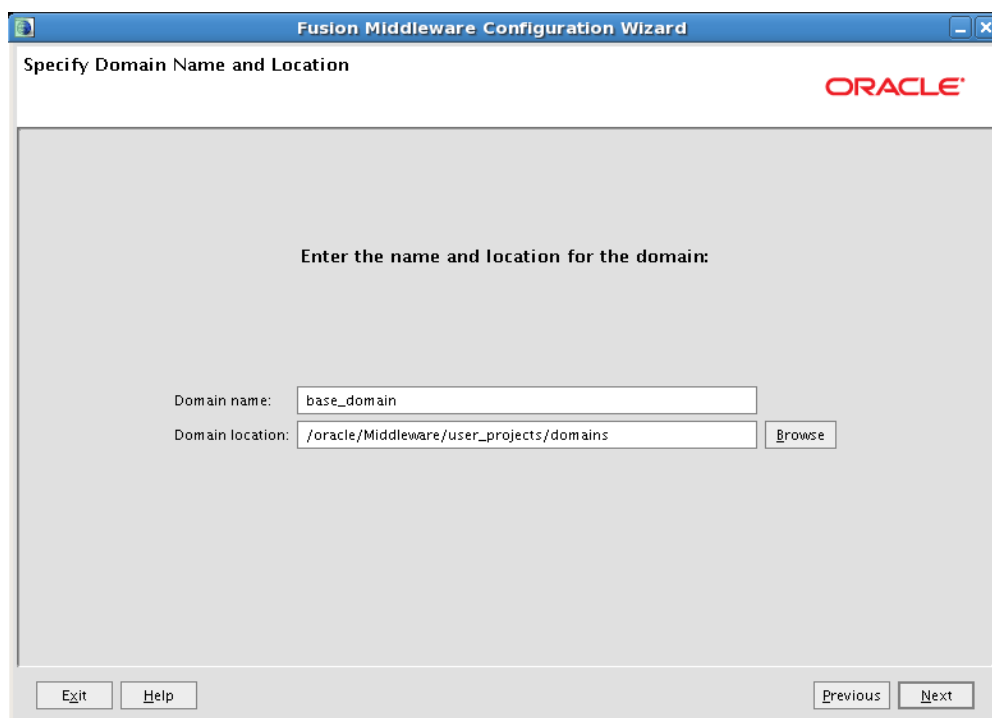 Fusion Middleware Configuration Wizard
Specify Domain Name and Location
ORACLE
Enter the name and location for the domain:
Domain name: base_domain
Domain location: /oracle/Middleware/user_projects/domains Browse
Exit Help Previous Next